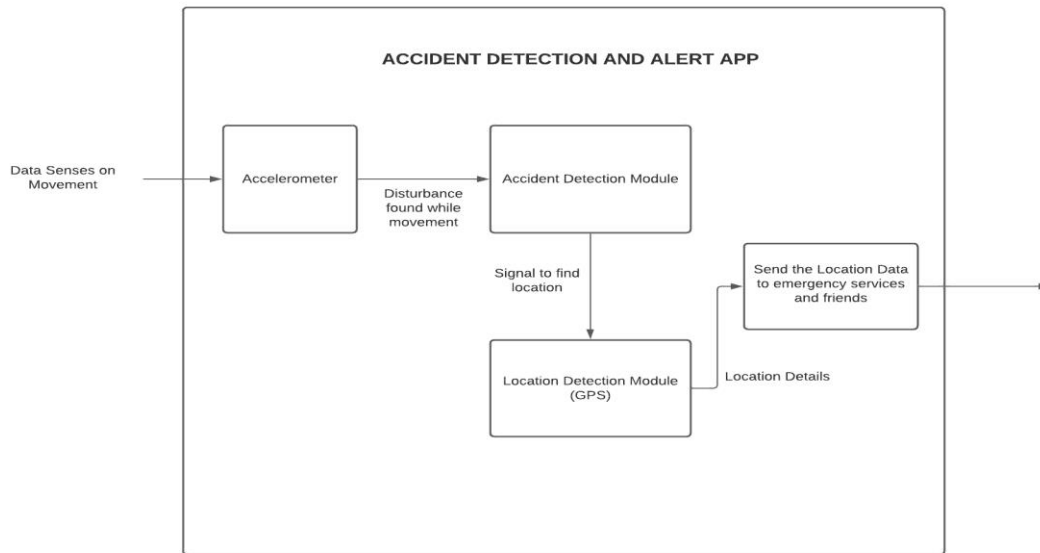 ACCIDENT DETECTION AND ALERT APP
Data Senses on
Movement
Accelerometer
Disturbance
found while
movement
Accident Detection Module
Signal to find
location
Send the Location Data
to emergency services
and friends
Location Detection Module
(GPS)
Location Details